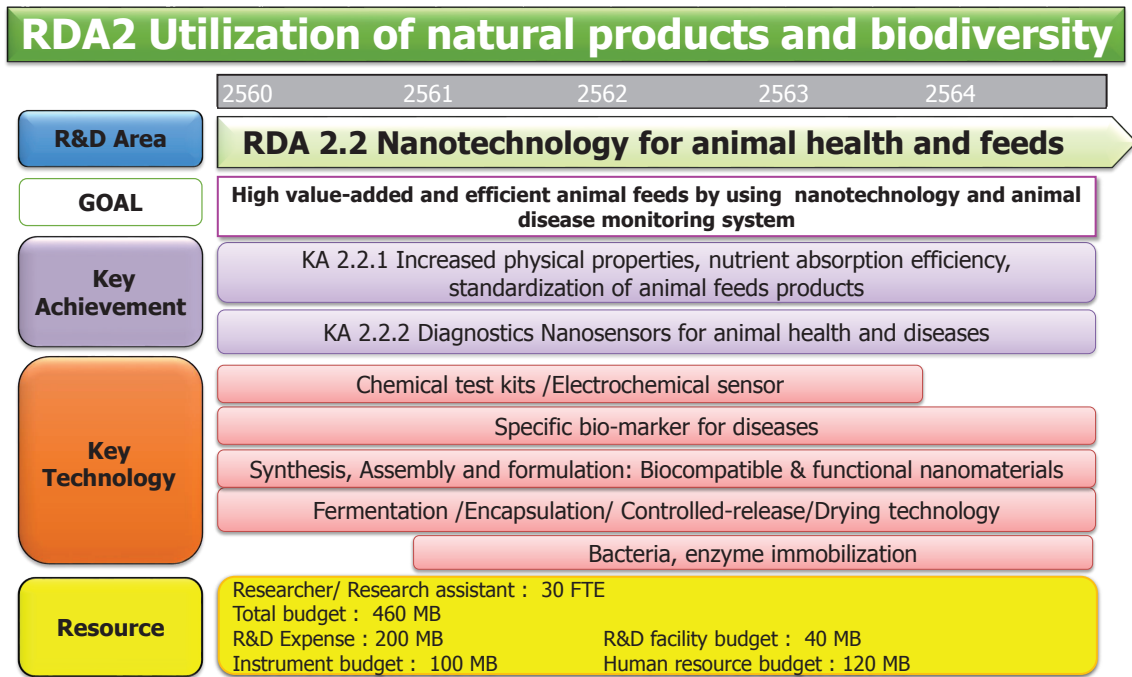 RDA2 Utilization of natural products and biodiversity
2560 2561 2562 2563 2564
R&D Area
RDA 2.2 Nanotechnology for animal health and feeds
GOAL
High value-added and efficient animal feeds by using nanotechnology and animal
disease monitoring system
Key
Achievement
KA 2.2.1 Increased physical properties, nutrient absorption efficiency,
standardization of animal feeds products
KA 2.2.2 Diagnostics Nanosensors for animal health and diseases
Key
Technology
Chemical test kits /Electrochemical sensor
Specific bio-marker for diseases
Synthesis, Assembly and formulation: Biocompatible & functional nanomaterials
Fermentation /Encapsulation/ Controlled-release/Drying technology
Bacteria, enzyme immobilization
Resource
Researcher/ Research assistant : 30 FTE
Total budget : 460 MB
R&D Expense : 200 MB R&D facility budget : 40 MB
Instrument budget : 100 MB Human resource budget : 120 MB